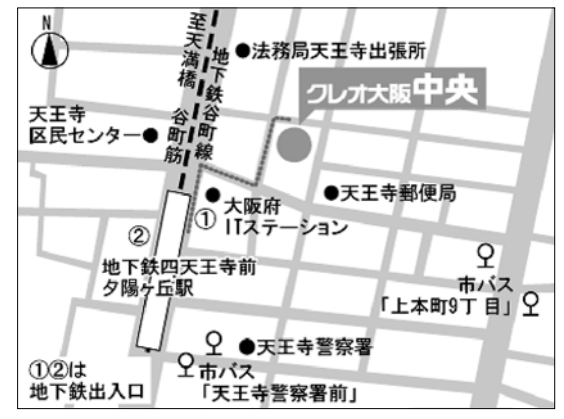 N
至天満橋
谷町筋
地下鉄谷町線
●法務局天王寺出張所
クレオ大阪中央
天王寺
区民センター●
●天王寺郵便局
大阪府
ITステーション
①
②
地下鉄四天王寺前
夕陽ヶ丘駅
市バス
「上本町9丁目」
●天王寺警察署
市バス
「天王寺警察署前」
①②は
地下鉄出入口